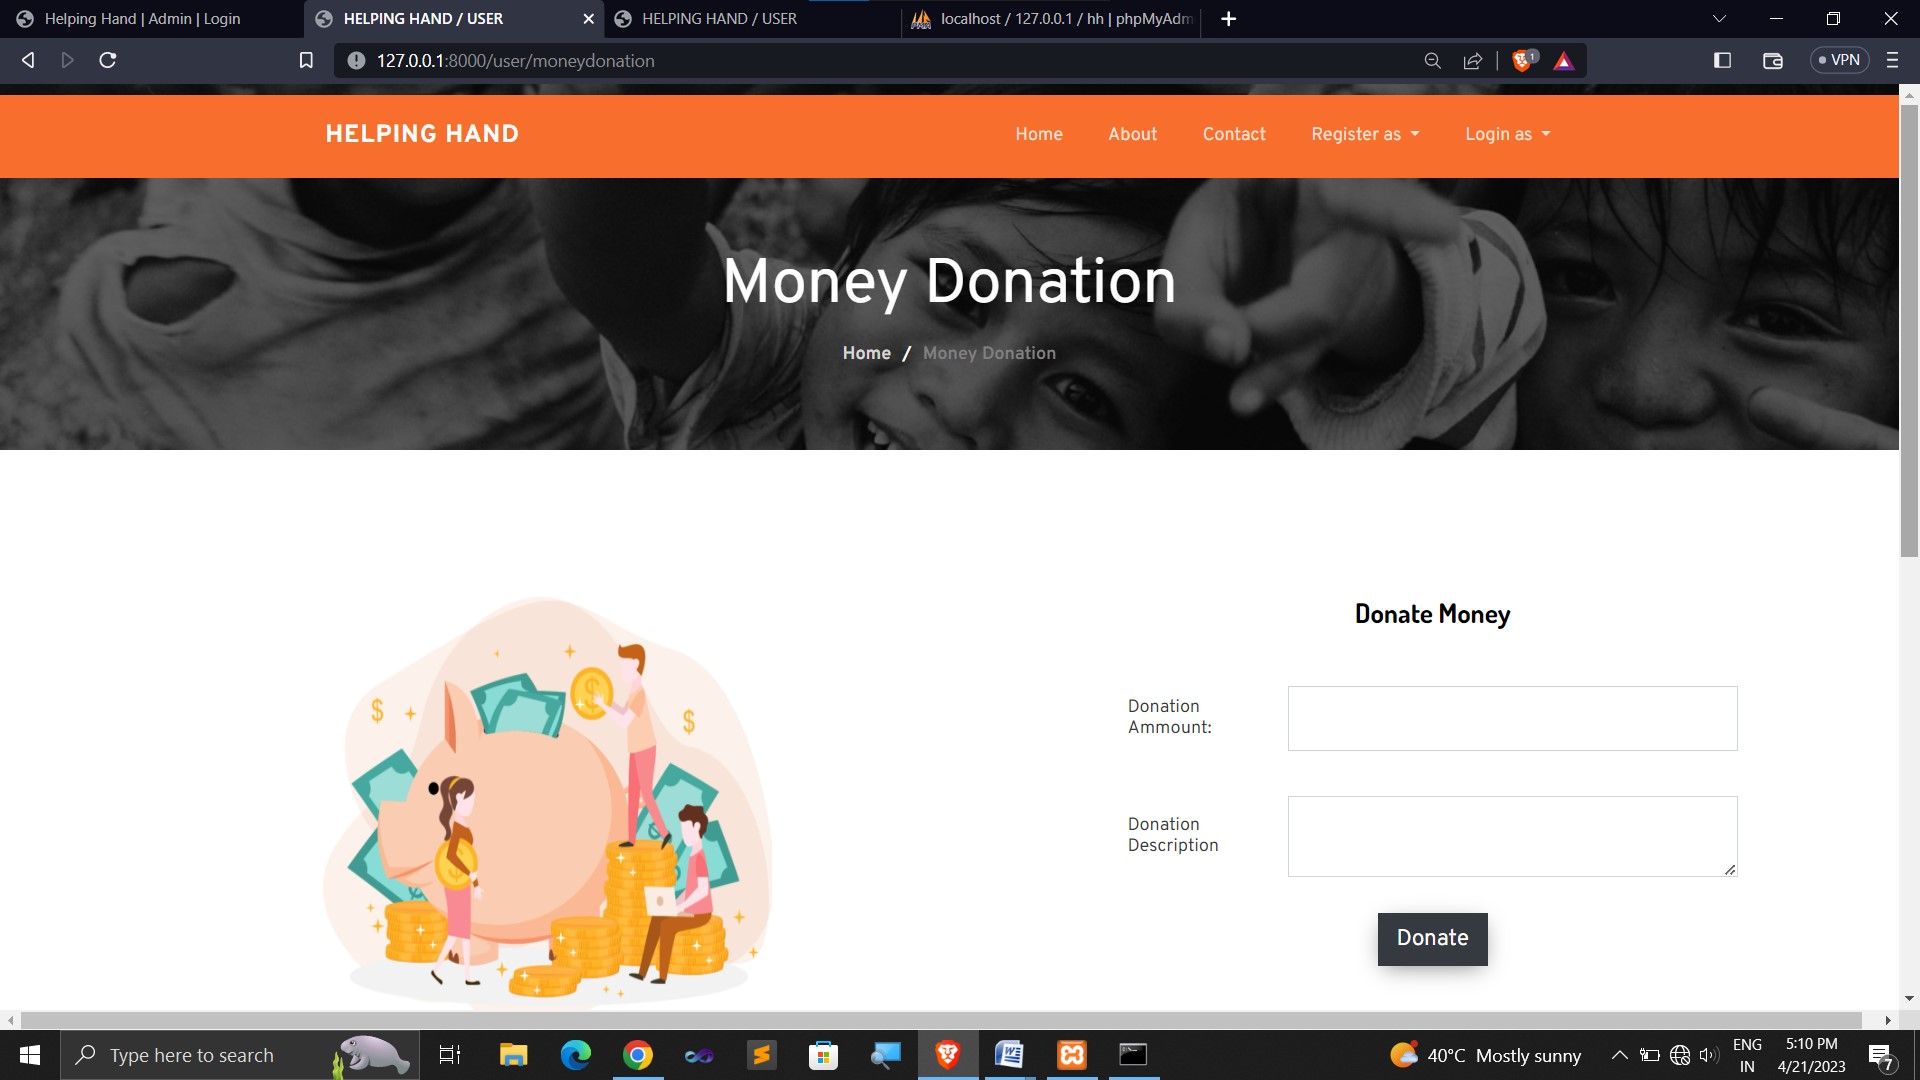 Helping Hand | Admin | Login
HELPING HAND / USER
HELPING HAND / USER
localhost / 127.0.0.1 / hh | phpMyAdm
127.0.0.1:8000/user/moneydonation
1
VPN
HELPING HAND
Home
About
Contact
Register as
Login as
Money Donation
Home / Money Donation
Donate Money
Donation
Ammount:
Donation
Description
Donate
Type here to search
40°C Mostly sunny
ENG
IN
5:10 PM
4/21/2023
7